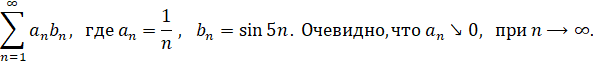 ∑_{n=1}^{∞} a_n b_n, где a_n = 1/n , b_n = sin 5n. Очевидно,что a_n ↘ 0, при n ⟶ ∞.